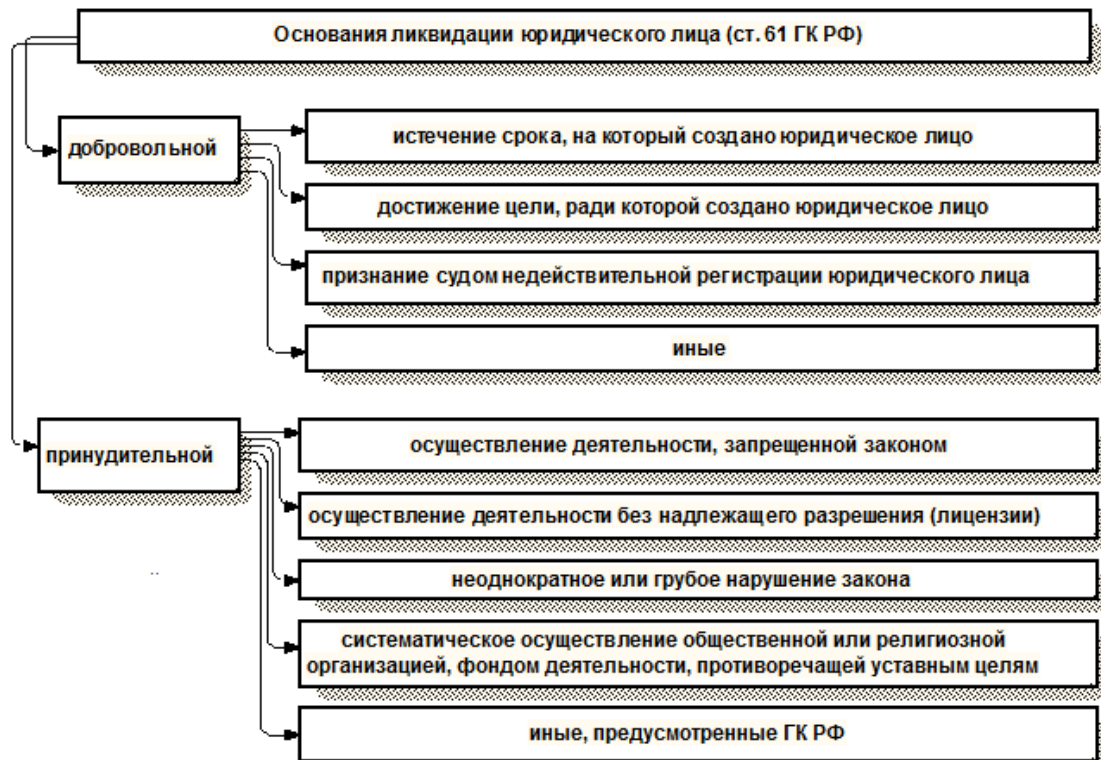 Основания ликвидации юридического лица (ст. 61 ГК РФ)
добровольной
истечение срока, на который создано юридическое лицо
достижение цели, ради которой создано юридическое лицо
признание судом недействительной регистрации юридического лица
иные
принудительной
осуществление деятельности, запрещенной законом
осуществление деятельности без надлежащего разрешения (лицензии)
неоднократное или грубое нарушение закона
систематическое осуществление общественной или религиозной
организацией, фондом деятельности, противоречащей уставным целям
иные, предусмотренные ГК РФ